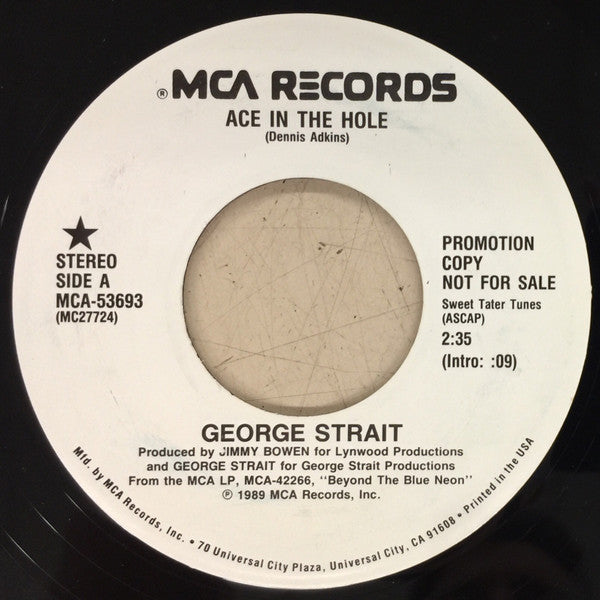 ® MCA RECORDS
ACE IN THE HOLE
(Dennis Adkins)
★
STEREO
SIDE A
MCA-53693
(MC27724)
PROMOTION
COPY
NOT FOR SALE
Sweet Tater Tunes
(ASCAP)
2:35
(Intro: :09)
GEORGE STRAIT
Produced by JIMMY BOWEN for Lynwood Productions
and GEORGE STRAIT for George Strait Productions
From the MCA LP, MCA-42266, "Beyond The Blue Neon"
℗ 1989 MCA Records, Inc.
Mfd. by MCA Records, Inc. • 70 Universal City Plaza, Universal City, CA 91608 • Printed in the USA